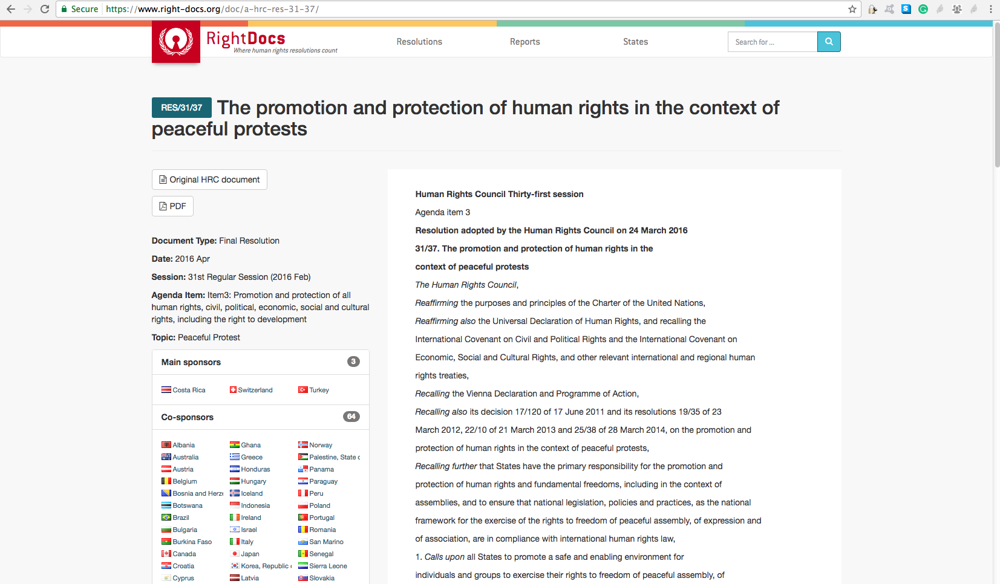 Secure https://www.right-docs.org/doc/a-hrc-res-31-37/
RightDocs
Where human rights resolutions count
Resolutions Reports States
Search for ...
RES/31/37 The promotion and protection of human rights in the context of
peaceful protests
Original HRC document
PDF
Document Type: Final Resolution
Date: 2016 Apr
Session: 31st Regular Session (2016 Feb)
Agenda Item: Item3: Promotion and protection of all
human rights, civil, political, economic, social and cultural
rights, including the right to development
Topic: Peaceful Protest
Main sponsors 3
Costa Rica Switzerland Turkey
Co-sponsors 64
Albania Ghana Norway
Australia Greece Palestine, State
Austria Honduras Panama
Belgium Hungary Paraguay
Bosnia and Herze Iceland Peru
Botswana Indonesia Poland
Brazil Ireland Portugal
Bulgaria Israel Romania
Burkina Faso Italy San Marino
Canada Japan Senegal
Croatia Korea, Republic Sierra Leone
Cyprus Latvia Slovakia
Human Rights Council Thirty-first session
Agenda item 3
Resolution adopted by the Human Rights Council on 24 March 2016
31/37. The promotion and protection of human rights in the
context of peaceful protests
The Human Rights Council,
Reaffirming the purposes and principles of the Charter of the United Nations,
Reaffirming also the Universal Declaration of Human Rights, and recalling the
International Covenant on Civil and Political Rights and the International Covenant on
Economic, Social and Cultural Rights, and other relevant international and regional human
rights treaties,
Recalling the Vienna Declaration and Programme of Action,
Recalling also its decision 17/120 of 17 June 2011 and its resolutions 19/35 of 23
March 2012, 22/10 of 21 March 2013 and 25/38 of 28 March 2014, on the promotion and
protection of human rights in the context of peaceful protests,
Recalling further that States have the primary responsibility for the promotion and
protection of human rights and fundamental freedoms, including in the context of
assemblies, and to ensure that national legislation, policies and practices, as the national
framework for the exercise of the rights to freedom of peaceful assembly, of expression and
of association, are in compliance with international human rights law,
1. Calls upon all States to promote a safe and enabling environment for
individuals and groups to exercise their rights to freedom of peaceful assembly, of